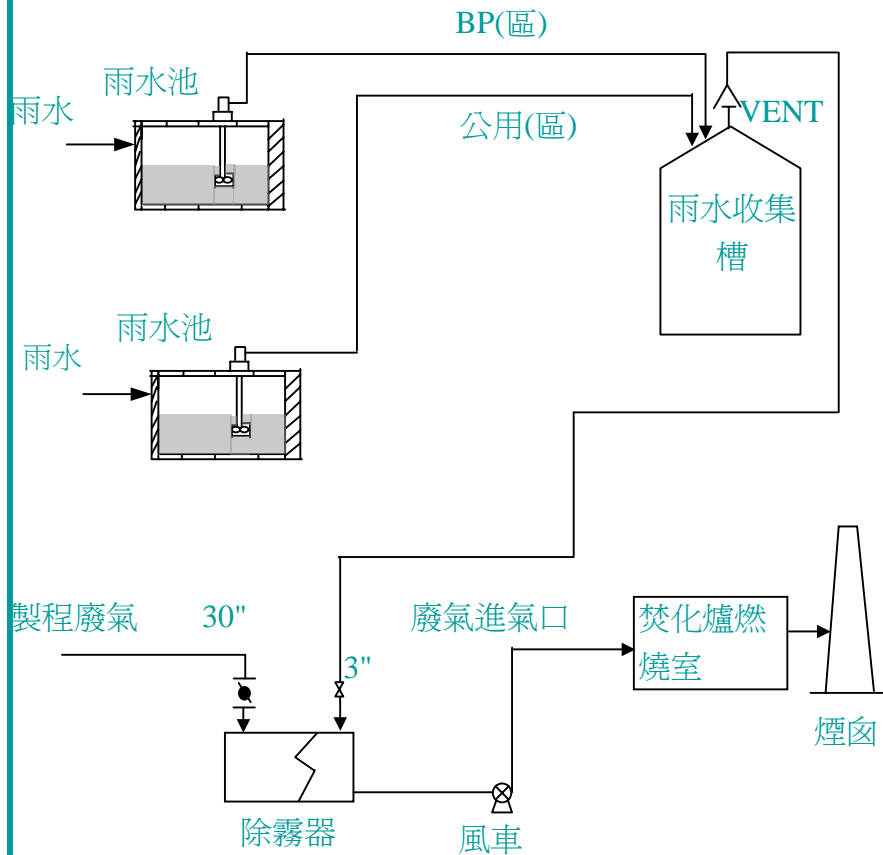 BP(區)
雨水池
雨水
公用(區)
VENT
雨水收集
槽
雨水池
雨水
製程廢氣
30"
廢氣進氣口
3"
焚化爐燃
燒室
煙囪
除霧器
風車